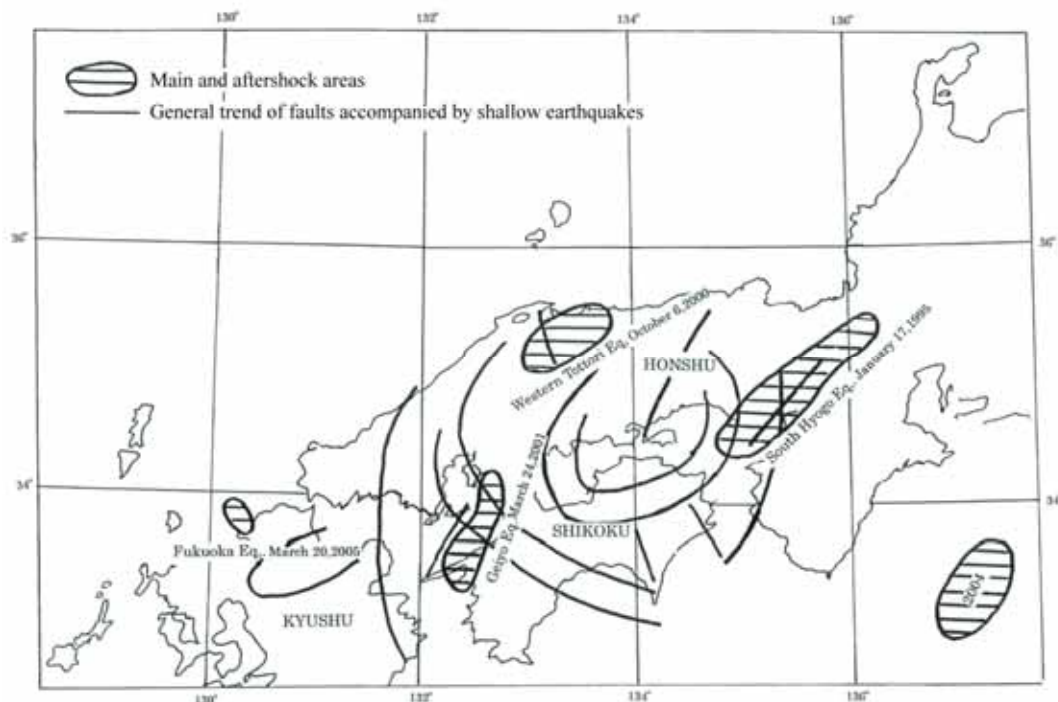 130°
132°
134°
136°
Main and aftershock areas
General trend of faults accompanied by shallow earthquakes
36°
36°
Western Tottori Eq., October 6,2000
HONSHU
South Hyogo Eq., January 17,1995
34°
34°
Geiyo Eq. March 24,2001
SHIKOKU
Fukuoka Eq., March 20,2005
2004
KYUSHU
130°
132°
134°
136°